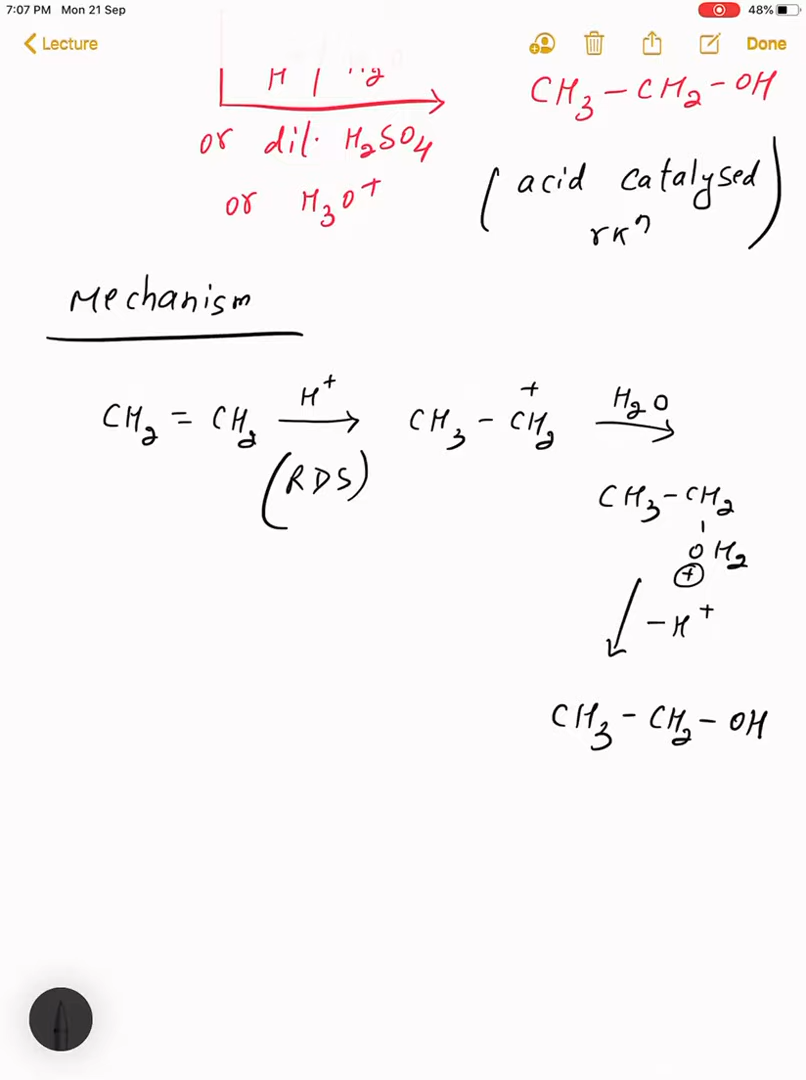 7:07 PM Mon 21 Sep
48%
Lecture
Done
H
CH3 – CH2 – OH
or dil. H2SO4
or H3O+
(acid catalysed
rxn)
Mechanism
CH2 = CH2 H+ → CH3 – CH2+ H2O →
(RDS)
CH3 – CH2
OH2
+
– H+
CH3 – CH2 – OH